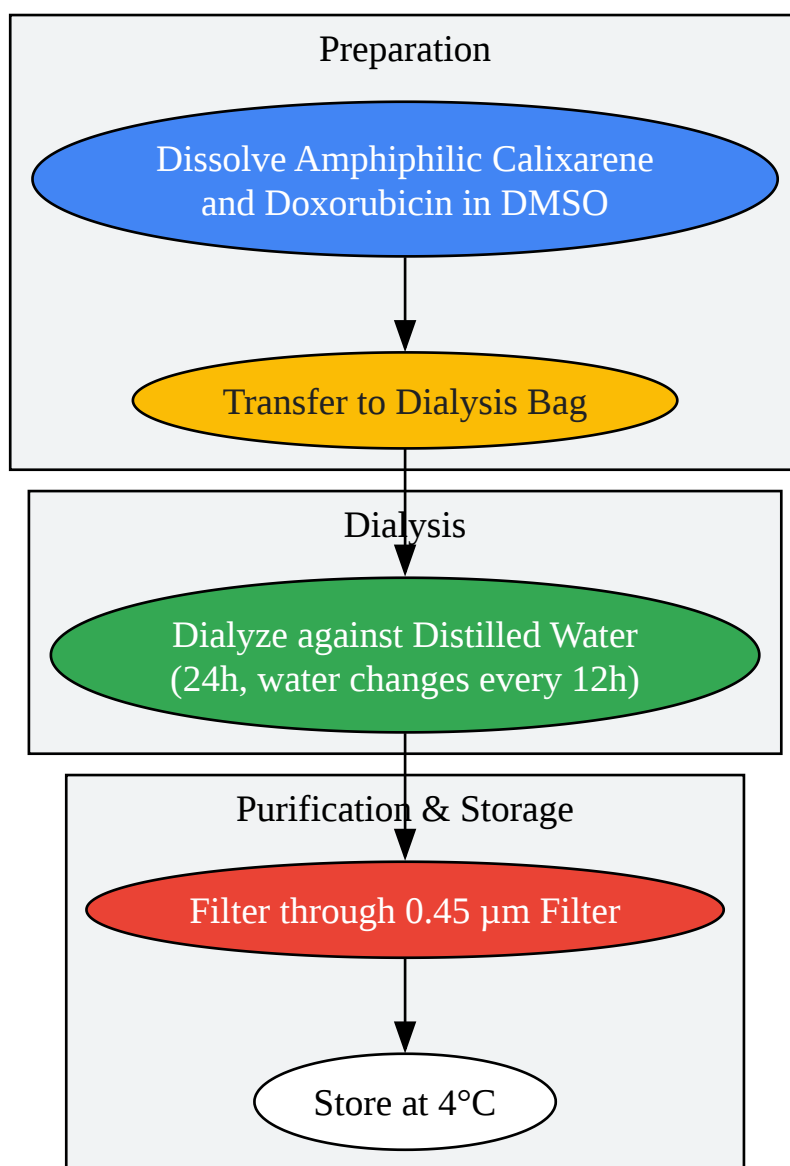 Preparation
Dissolve Amphiphilic Calixarene
and Doxorubicin in DMSO
Transfer to Dialysis Bag
Dialysis
Dialyze against Distilled Water
(24h, water changes every 12h)
Purification & Storage
Filter through 0.45 µm Filter
Store at 4°C